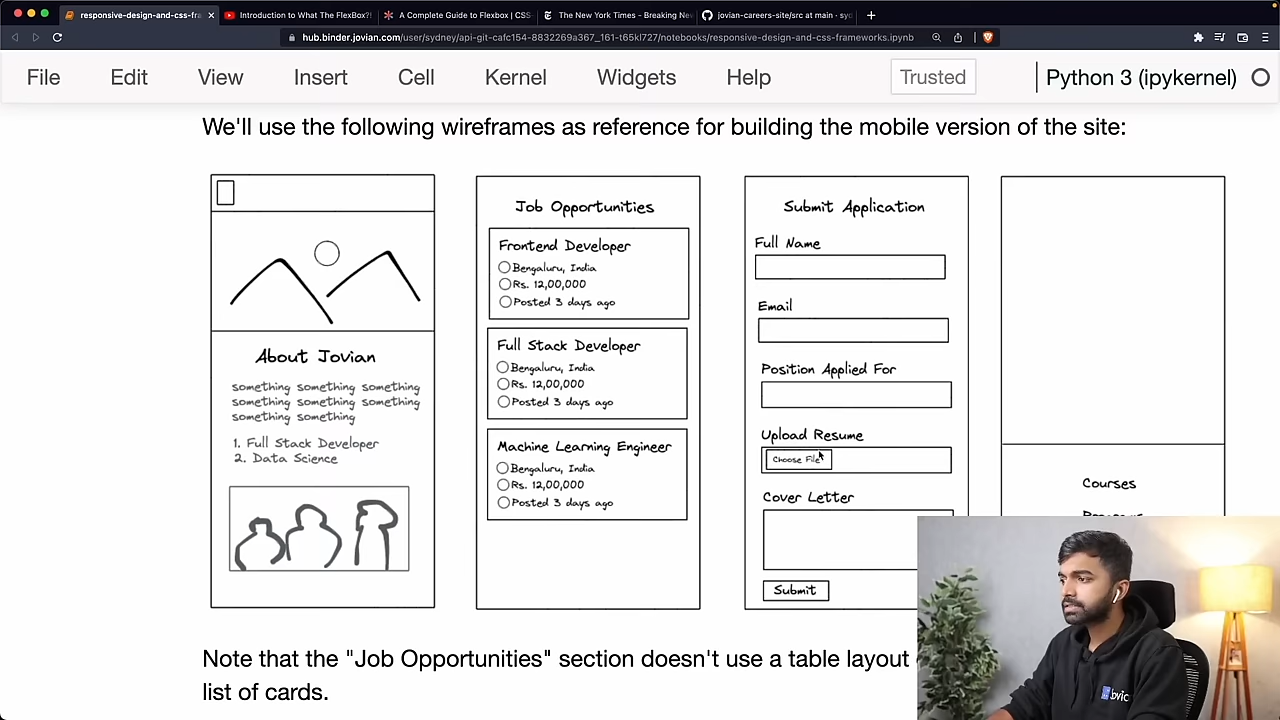 responsive-design-and-css-fra
Introduction to What The FlexBox?!
A Complete Guide to Flexbox | CSS
The New York Times - Breaking New
jovian-careers-site/src at main · syd
hub.binder.jovian.com/user/sydney/api-git-cafc154-8832269a367_161-t65kl727/notebooks/responsive-design-and-css-frameworks.ipynb
File Edit View Insert Cell Kernel Widgets Help Trusted Python 3 (ipykernel)
We'll use the following wireframes as reference for building the mobile version of the site:
About Jovian
something something something
something something something
something something
1. Full Stack Developer
2. Data Science
Job Opportunities
Frontend Developer
Bengaluru, India
Rs. 12,00,000
Posted 3 days ago
Full Stack Developer
Bengaluru, India
Rs. 12,00,000
Posted 3 days ago
Machine Learning Engineer
Bengaluru, India
Rs. 12,00,000
Posted 3 days ago
Submit Application
Full Name
Email
Position Applied For
Upload Resume
Choose File
Cover Letter
Submit
Courses
Note that the "Job Opportunities" section doesn't use a table layout
list of cards.